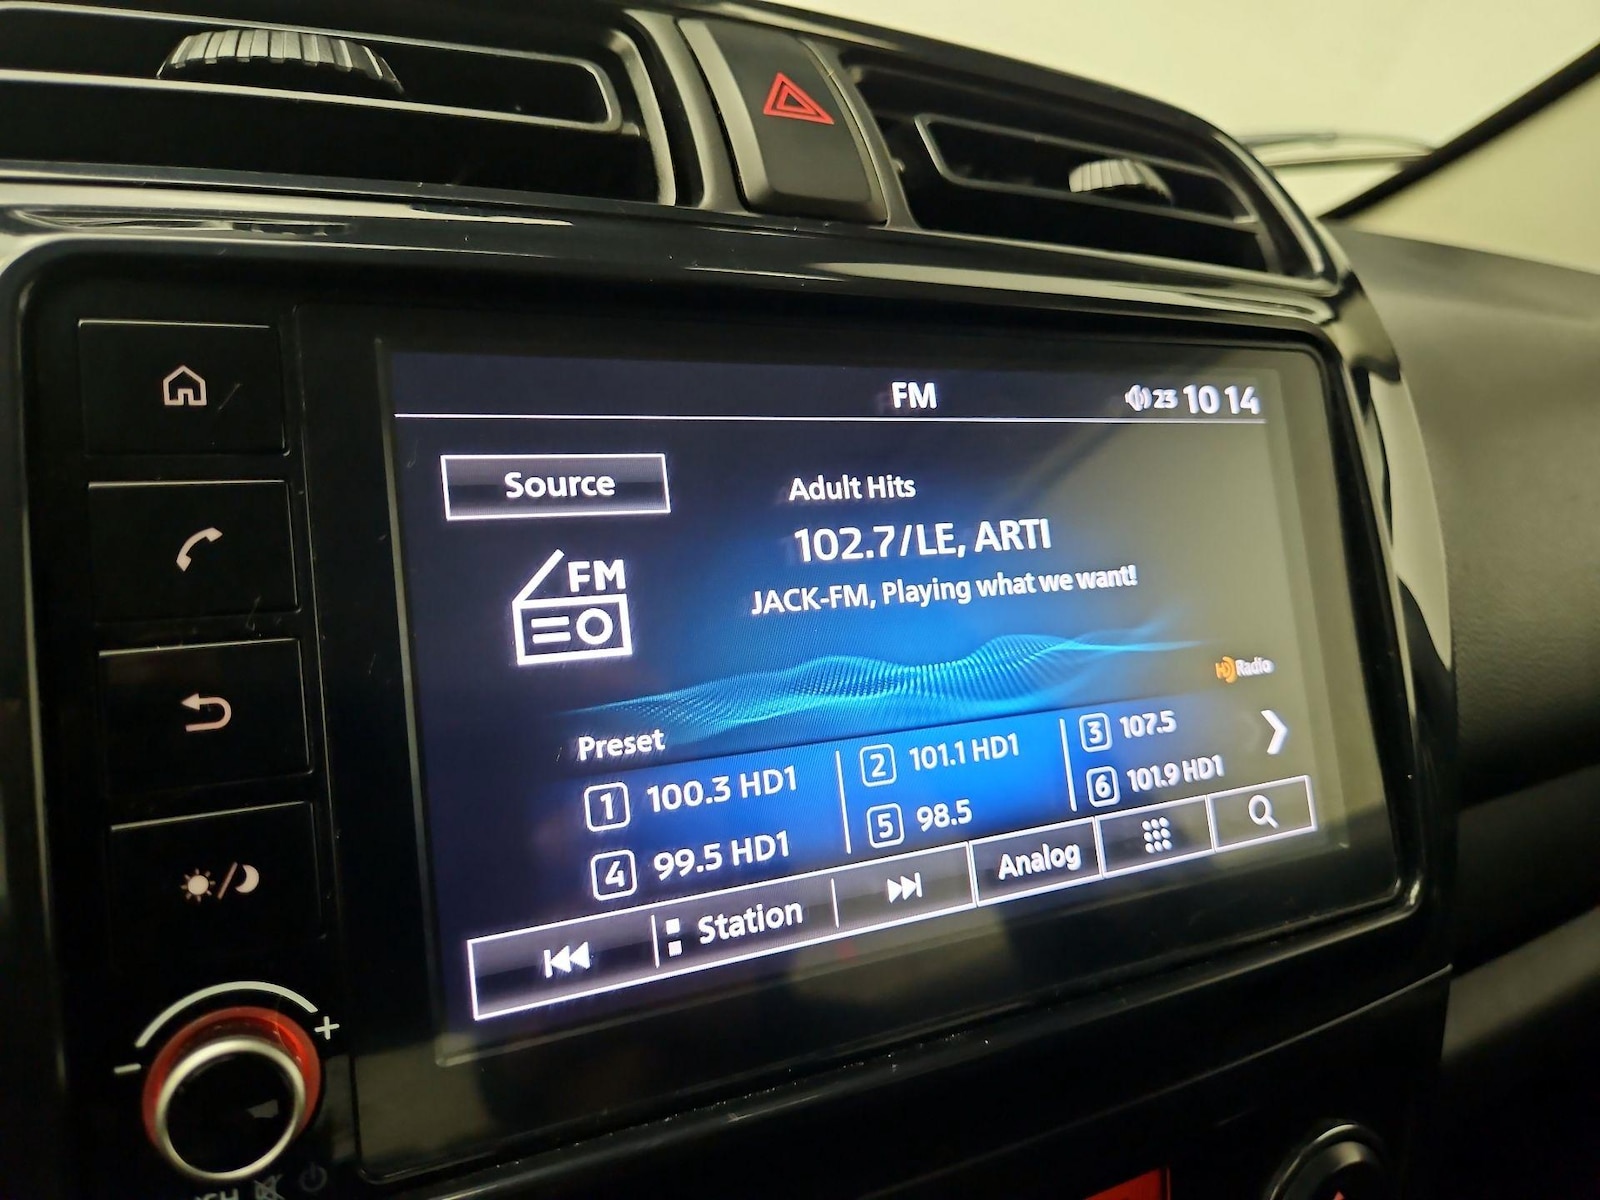 FM
23 10 14
Source
Adult Hits
102.7/LE, ARTI
JACK-FM, Playing what we want!
FM
HD Radio
Preset
1 100.3 HD1
2 101.1 HD1
3 107.5
4 99.5 HD1
5 98.5
6 101.9 HD1
Station
Analog
- +